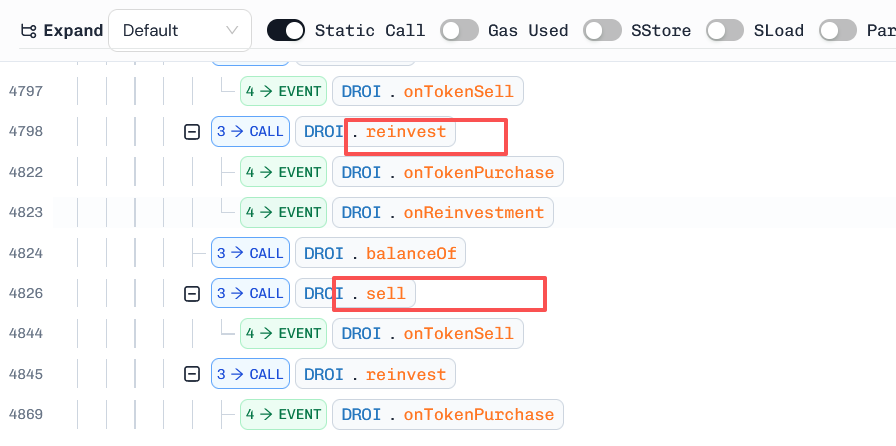 Expand Default Static Call Gas Used SStore SLoad Par
4797 4 → EVENT DROI . onTokenSell
4798 3 → CALL DROI . reinvest
4822 4 → EVENT DROI . onTokenPurchase
4823 4 → EVENT DROI . onReinvestment
4824 3 → CALL DROI . balanceOf
4826 3 → CALL DROI . sell
4844 4 → EVENT DROI . onTokenSell
4845 3 → CALL DROI . reinvest
4869 4 → EVENT DROI . onTokenPurchase